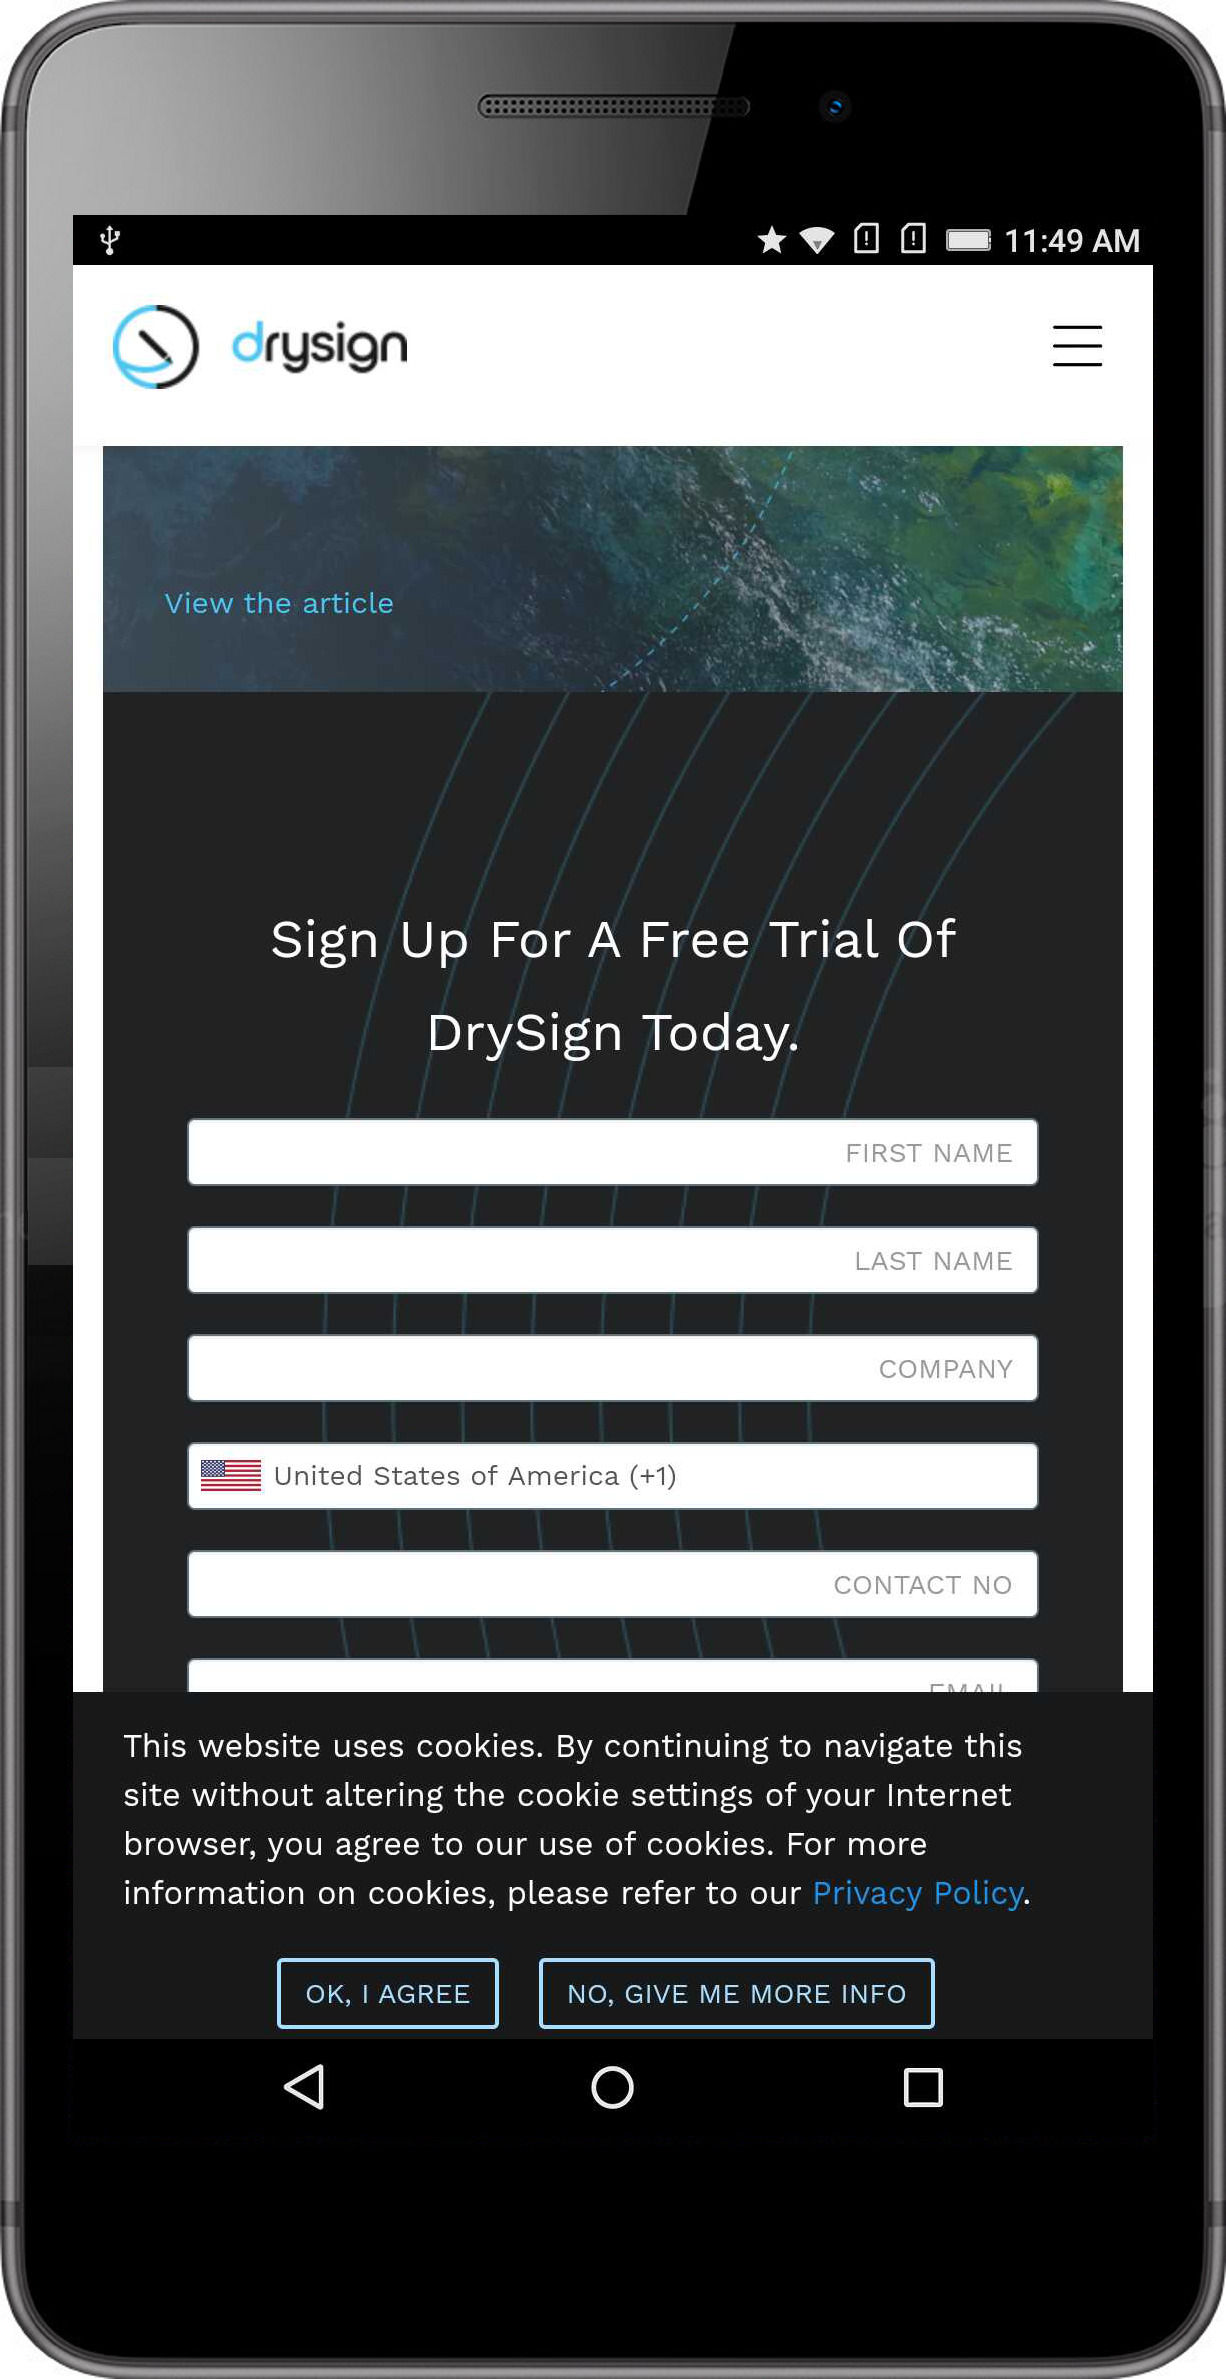 11:49 AM
drysign
View the article
Sign Up For A Free Trial Of
DrySign Today.
FIRST NAME
LAST NAME
COMPANY
United States of America (+1)
CONTACT NO
EMAIL
This website uses cookies. By continuing to navigate this
site without altering the cookie settings of your Internet
browser, you agree to our use of cookies. For more
information on cookies, please refer to our Privacy Policy.
OK, I AGREE
NO, GIVE ME MORE INFO